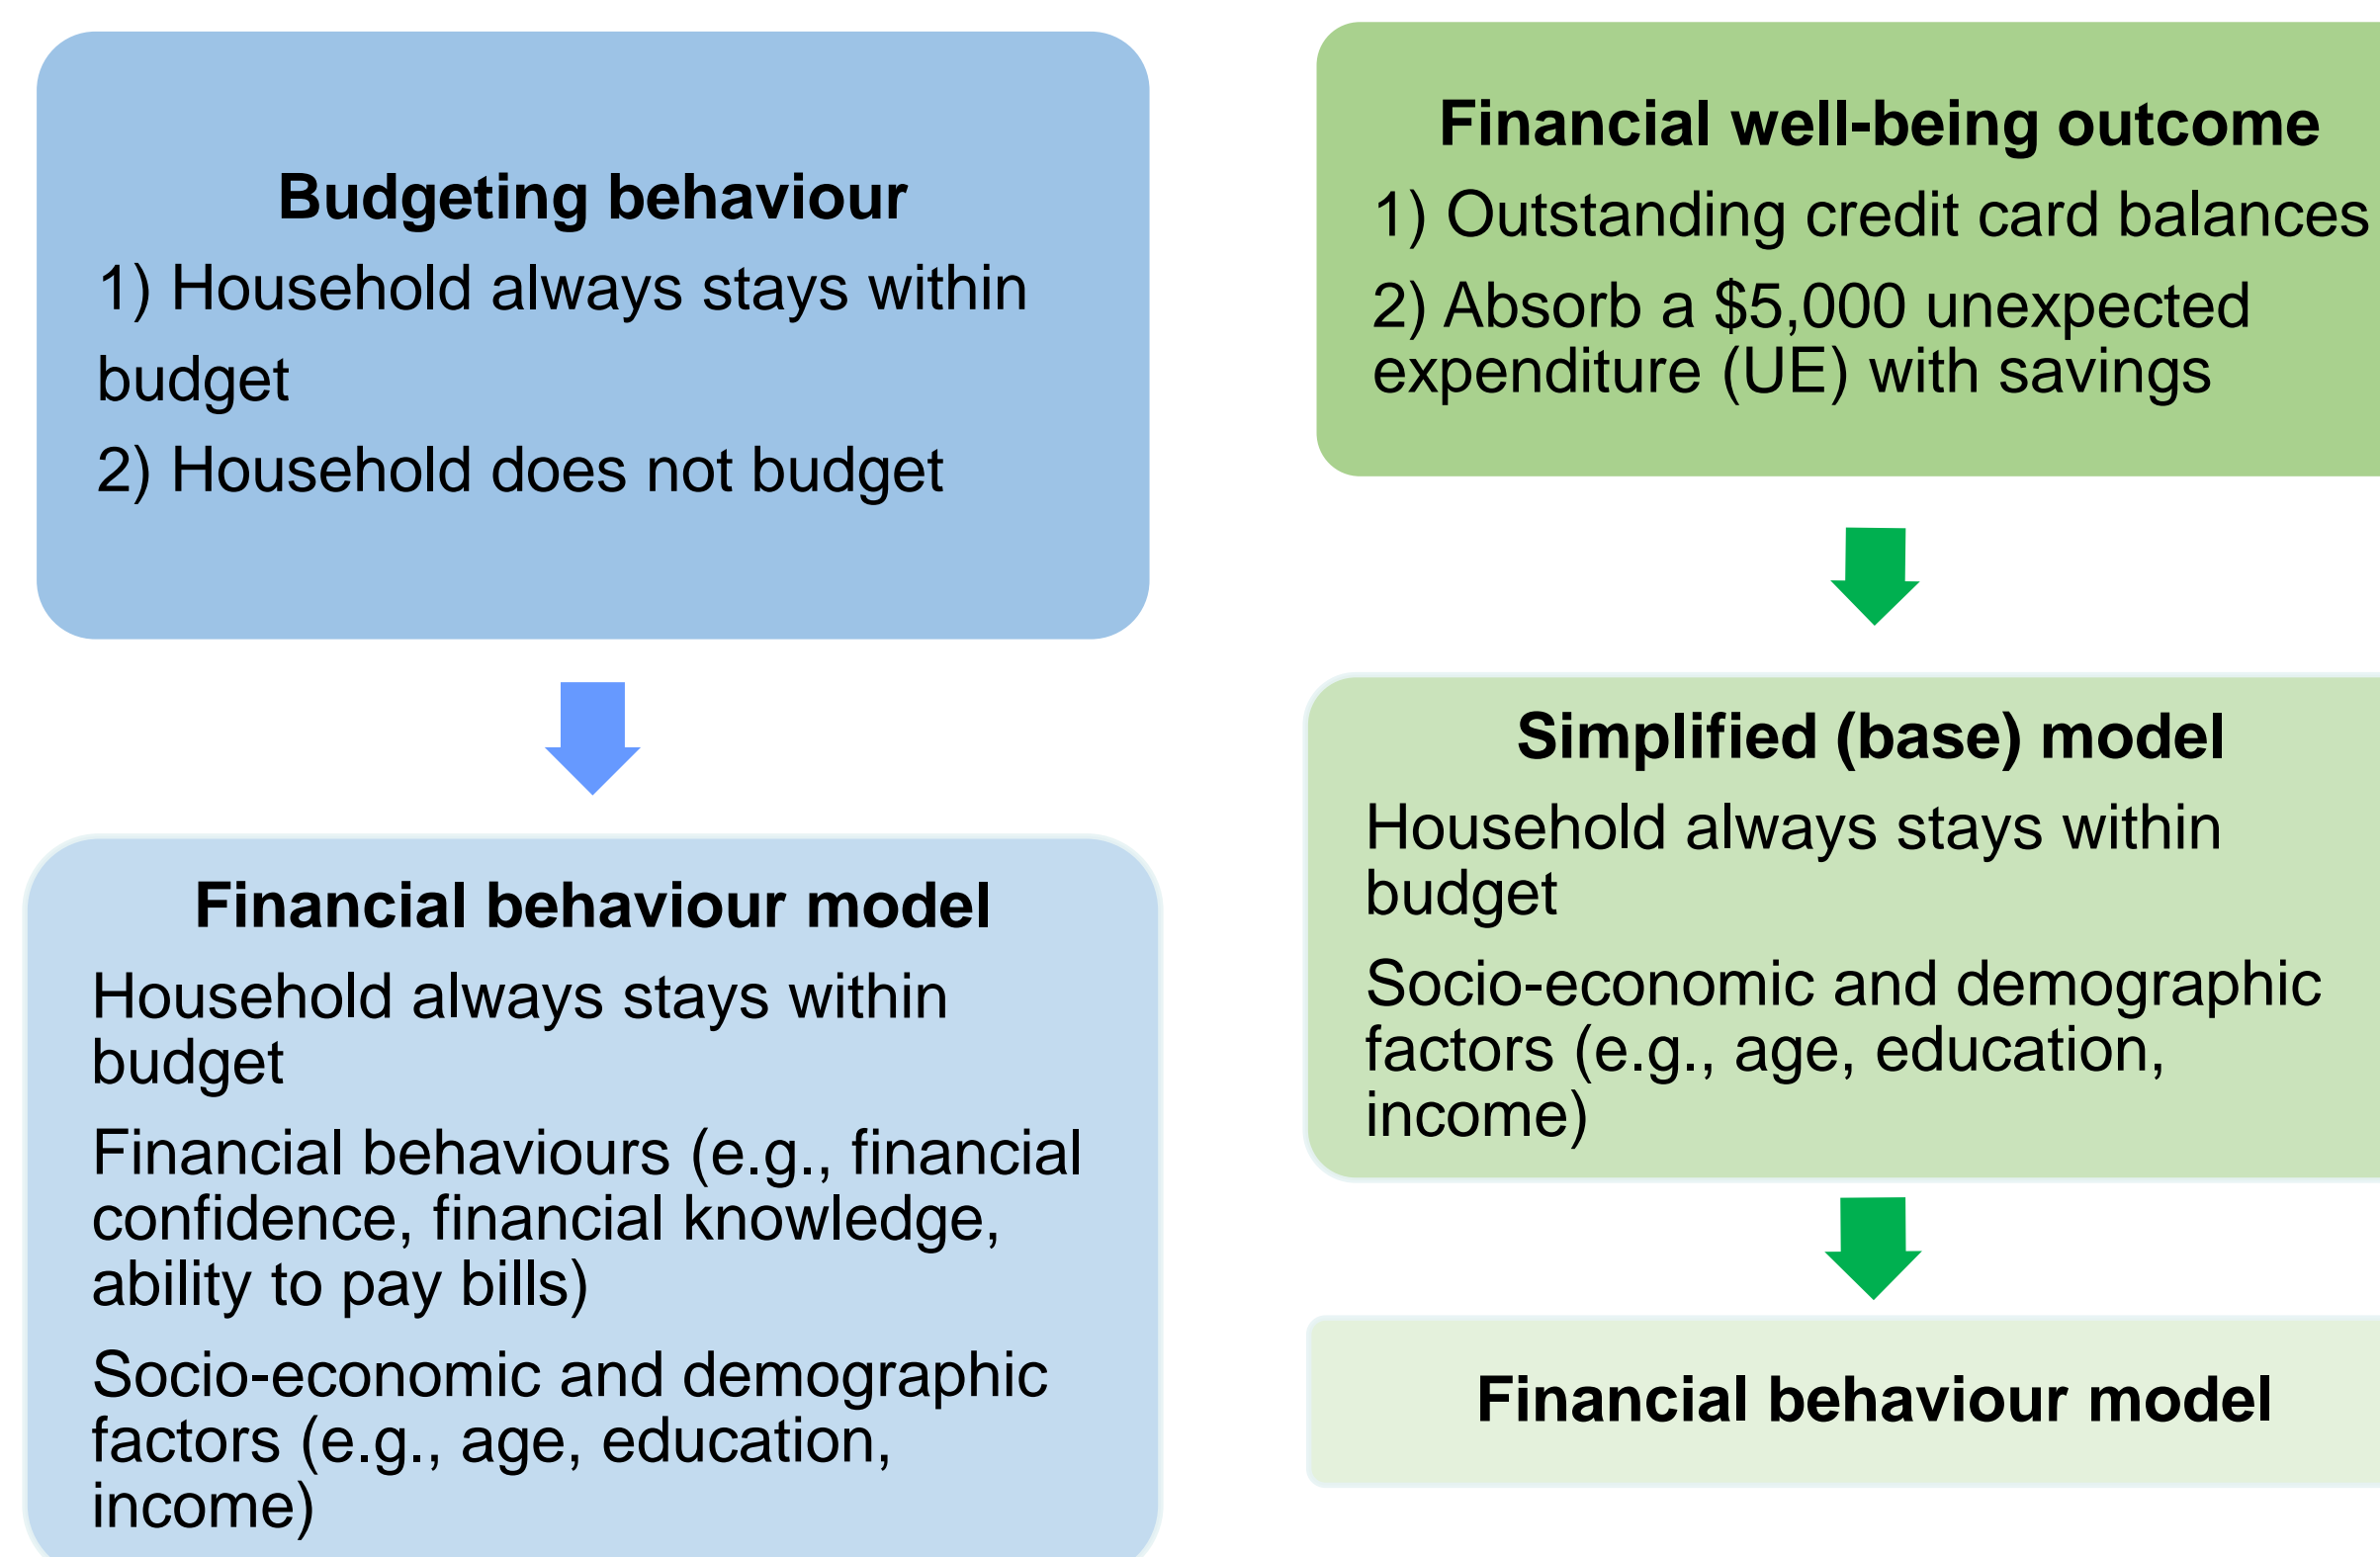 Budgeting behaviour
1) Household always stays within
budget
2) Household does not budget
Financial behaviour model
Household always stays within
budget
Financial behaviours (e.g., financial
confidence, financial knowledge,
ability to pay bills)
Socio-economic and demographic
factors (e.g., age, education,
income)
Financial well-being outcome
1) Outstanding credit card balances
2) Absorb a $5,000 unexpected
expenditure (UE) with savings
Simplified (base) model
Household always stays within
budget
Socio-economic and demographic
factors (e.g., age, education,
income)
Financial behaviour model